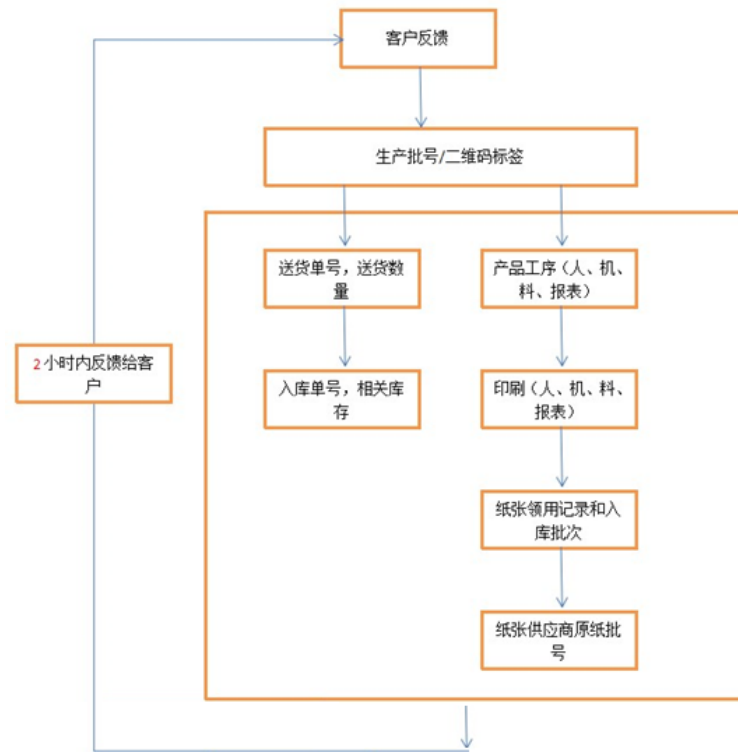 客户反馈
生产批号/二维码标签
送货单号，送货数
量
产品工序（人、机、
料、报表）
2 小时内反馈给客
户
入库单号，相关库
存
印刷（人、机、料、
报表）
纸张领用记录和入
库批次
纸张供应商原纸批
号